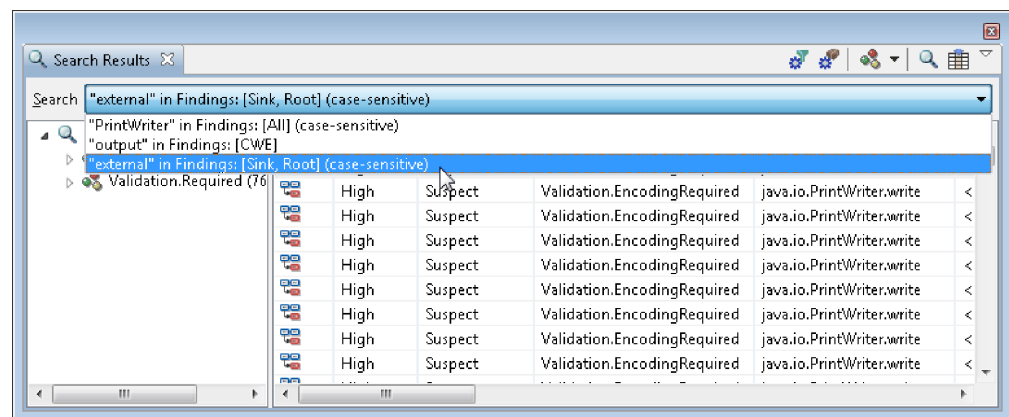 Search Results
Search "external" in Findings: [Sink, Root] (case-sensitive)
"PrintWriter" in Findings: [All] (case-sensitive)
"output" in Findings: [CWE]
"external" in Findings: [Sink, Root] (case-sensitive)
Validation.Required (76
High Suspect Validation.EncodingRequired java.io.PrintWriter.write <
High Suspect Validation.EncodingRequired java.io.PrintWriter.write <
High Suspect Validation.EncodingRequired java.io.PrintWriter.write <
High Suspect Validation.EncodingRequired java.io.PrintWriter.write <
High Suspect Validation.EncodingRequired java.io.PrintWriter.write <
High Suspect Validation.EncodingRequired java.io.PrintWriter.write <
High Suspect Validation.EncodingRequired java.io.PrintWriter.write <
High Suspect Validation.EncodingRequired java.io.PrintWriter.write <